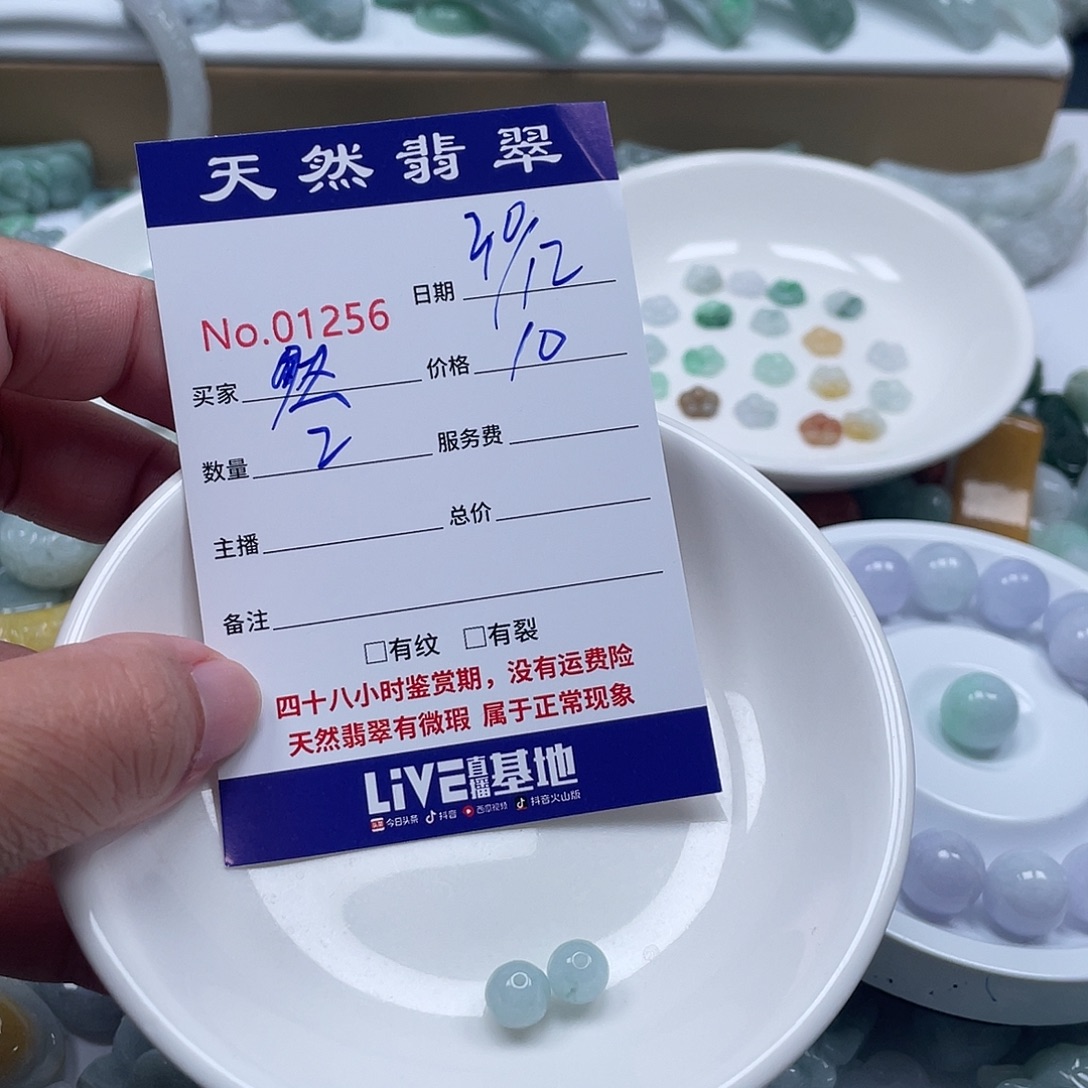 天然翡翠
日期 20/12
No.01256
买家 价格 10
数量 2 服务费
主播 总价
备注
□有纹 □有裂
四十八小时鉴赏期，没有运费险
天然翡翠有微瑕 属于正常现象
LIVE直播基地
头条 今日头条 抖音 西瓜视频 抖音火山版